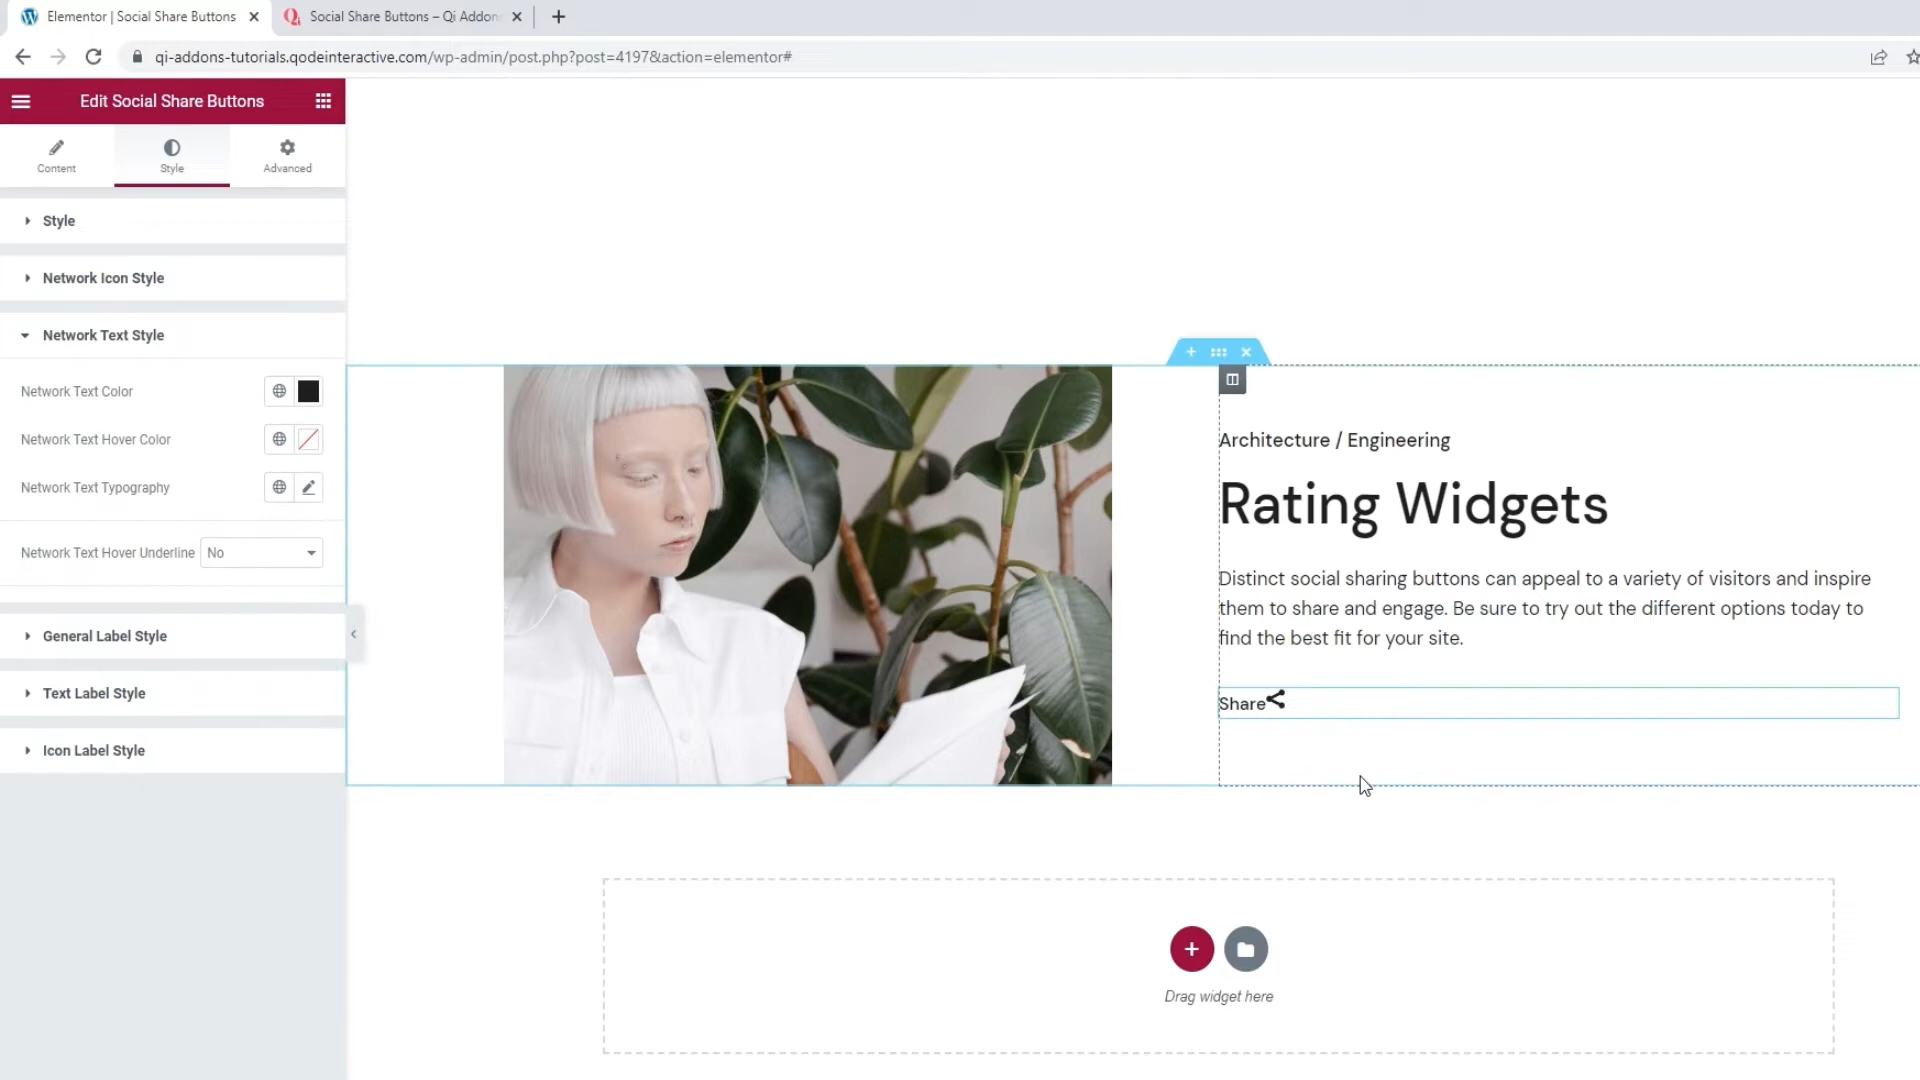 Elementor | Social Share Buttons
Social Share Buttons – Qi Addon
qi-addons-tutorials.qodeinteractive.com/wp-admin/post.php?post=4197&action=elementor#
Edit Social Share Buttons
Content
Style
Advanced
Style
Network Icon Style
Network Text Style
Network Text Color
Network Text Hover Color
Network Text Typography
Network Text Hover Underline
No
General Label Style
Text Label Style
Icon Label Style
Architecture / Engineering
Rating Widgets
Distinct social sharing buttons can appeal to a variety of visitors and inspire
them to share and engage. Be sure to try out the different options today to
find the best fit for your site.
Share
Drag widget here